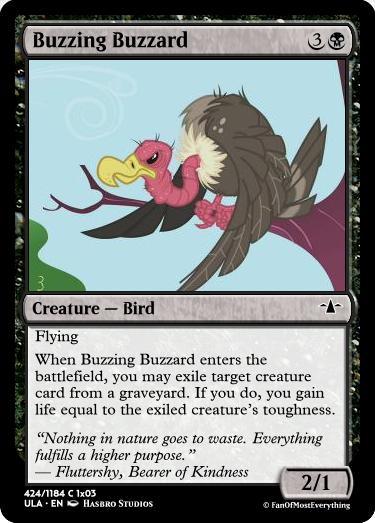 Buzzing Buzzard 3
3
Creature — Bird
Flying
When Buzzing Buzzard enters the
battlefield, you may exile target creature
card from a graveyard. If you do, you gain
life equal to the exiled creature's toughness.
"Nothing in nature goes to waste. Everything
fulfills a higher purpose."
— Fluttershy, Bearer of Kindness
2/1
424/1184 C 1x03
ULA • EN HASBRO STUDIOS
© FanOfMostEverything